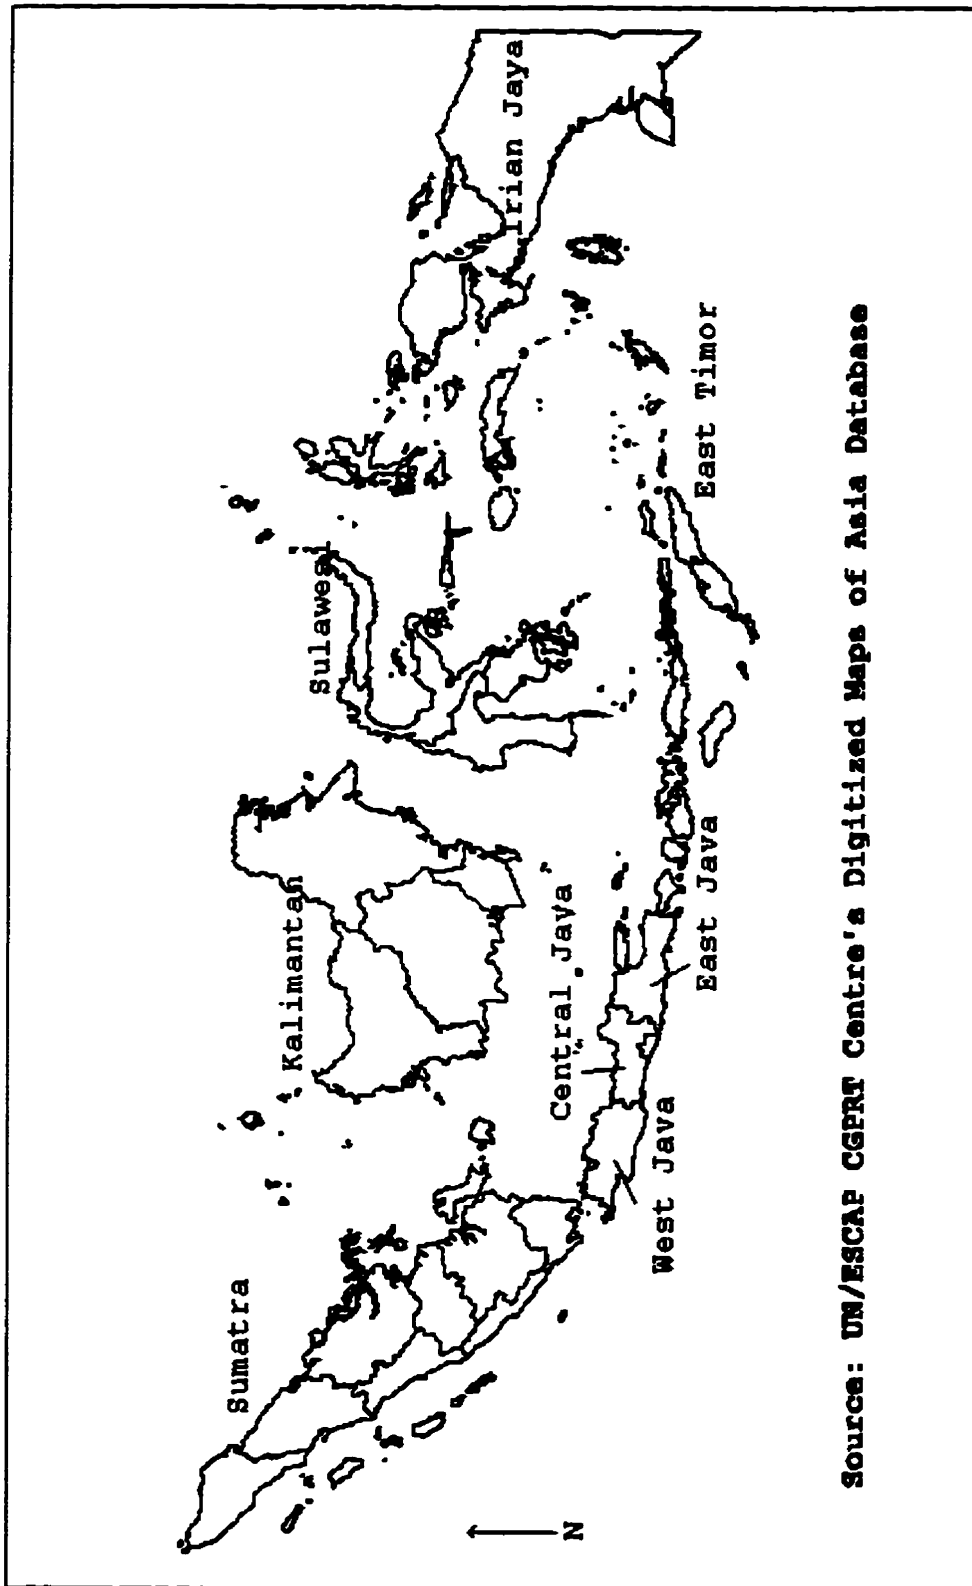 Sumatra
Kalimantan
Sulawesi
Irian Jaya
Central Java
West Java
East Java
East Timor
N
Source: UN/ESCAP CGPRT Centre's Digitized Maps of Asia Database